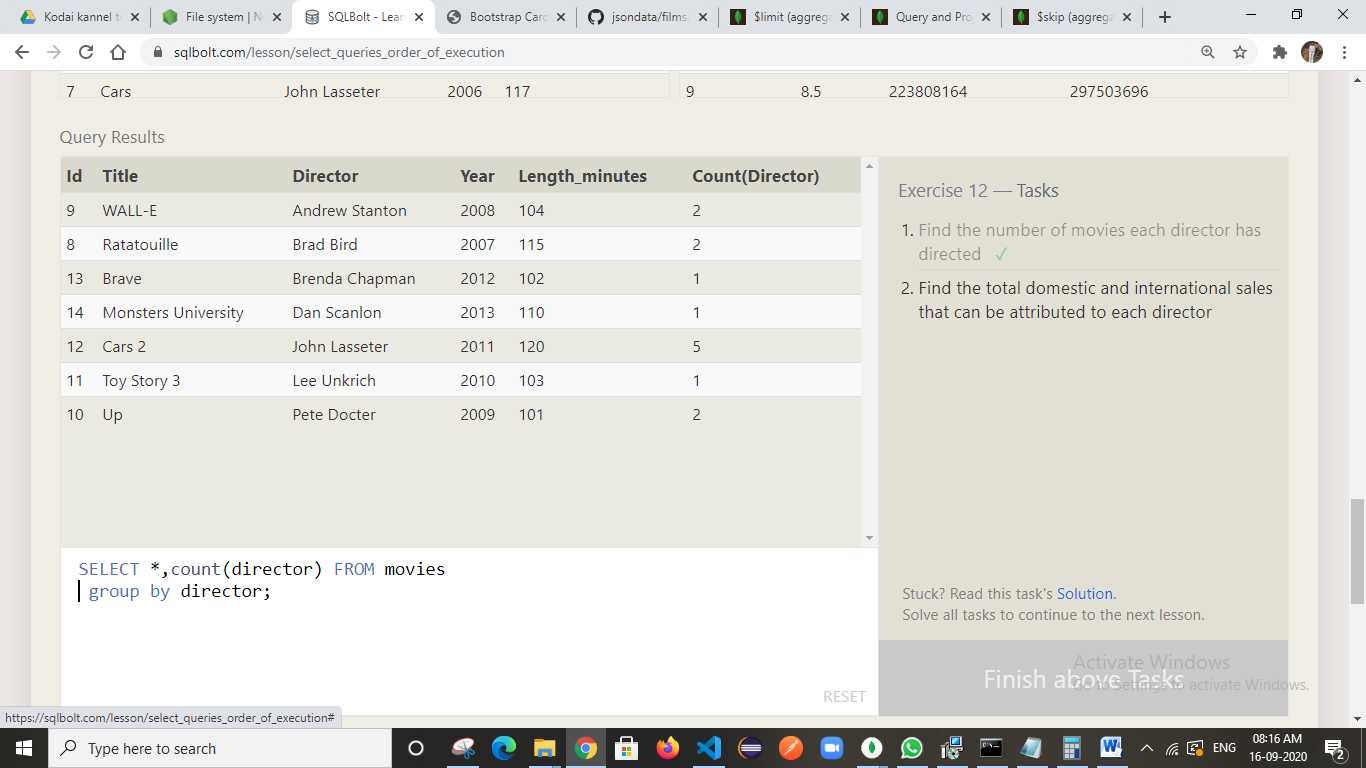 Kodai kannel t
File system | N
SQLBolt - Lear
Bootstrap Card
jsondata/films.
$limit (aggrega
Query and Pro
$skip (aggrega
sqlbolt.com/lesson/select_queries_order_of_execution
7 Cars John Lasseter 2006 117 9 8.5 223808164 297503696
Query Results
Id Title Director Year Length_minutes Count(Director)
9 WALL-E Andrew Stanton 2008 104 2
8 Ratatouille Brad Bird 2007 115 2
13 Brave Brenda Chapman 2012 102 1
14 Monsters University Dan Scanlon 2013 110 1
12 Cars 2 John Lasseter 2011 120 5
11 Toy Story 3 Lee Unkrich 2010 103 1
10 Up Pete Docter 2009 101 2
Exercise 12 — Tasks
1. Find the number of movies each director has
directed ✓
2. Find the total domestic and international sales
that can be attributed to each director
SELECT *,count(director) FROM movies
group by director;
RESET
Stuck? Read this task's Solution.
Solve all tasks to continue to the next lesson.
Finish above Tasks
Activate Windows
Go to Settings to activate Windows.
https://sqlbolt.com/lesson/select_queries_order_of_execution#
Type here to search
ENG
08:16 AM
16-09-2020
2